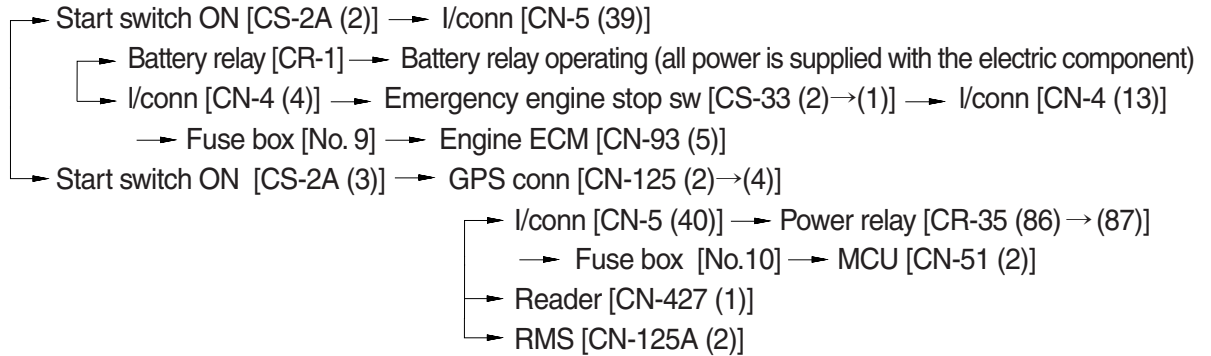 Start switch ON [CS-2A (2)] → I/conn [CN-5 (39)]
Battery relay [CR-1] → Battery relay operating (all power is supplied with the electric component)
I/conn [CN-4 (4)] → Emergency engine stop sw [CS-33 (2)→(1)] → I/conn [CN-4 (13)]
→ Fuse box [No. 9] → Engine ECM [CN-93 (5)]
Start switch ON [CS-2A (3)] → GPS conn [CN-125 (2)→(4)]
I/conn [CN-5 (40)] → Power relay [CR-35 (86) →(87)]
→ Fuse box [No.10] → MCU [CN-51 (2)]
Reader [CN-427 (1)]
RMS [CN-125A (2)]